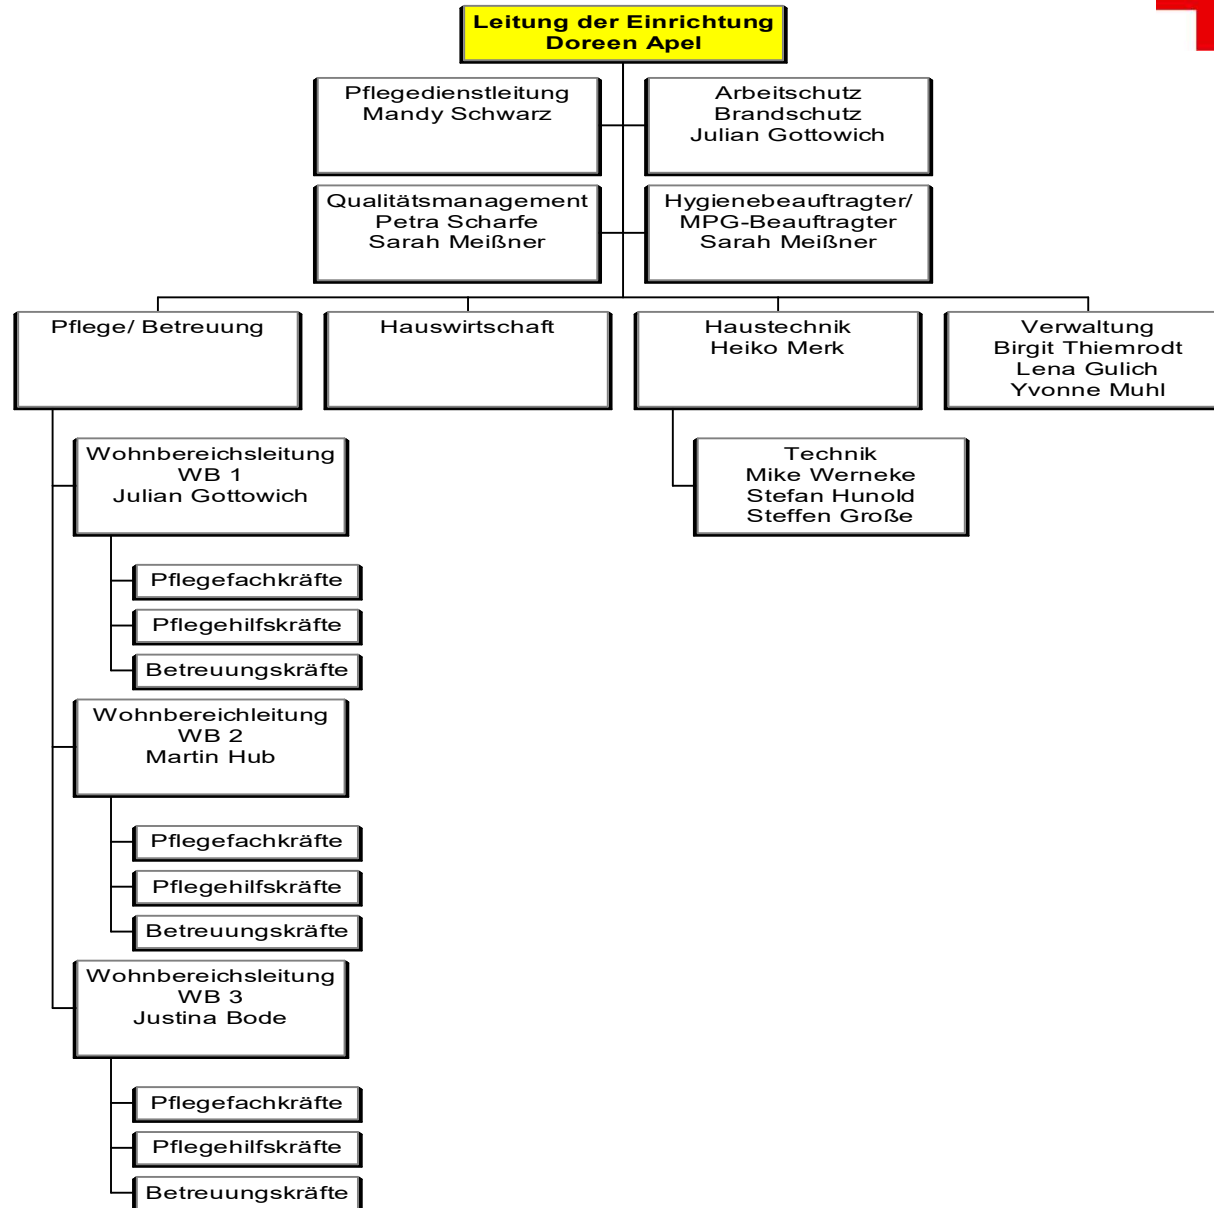 Leitung der Einrichtung
Doreen Apel
Pflegedienstleitung
Mandy Schwarz
Arbeitschutz
Brandschutz
Julian Gottowich
Qualitätsmanagement
Petra Scharfe
Sarah Meißner
Hygienebeauftragter/
MPG-Beauftragter
Sarah Meißner
Pflege/ Betreuung
Hauswirtschaft
Haustechnik
Heiko Merk
Verwaltung
Birgit Thiemrodt
Lena Gulich
Yvonne Muhl
Wohnbereichsleitung
WB 1
Julian Gottowich
Pflegefachkräfte
Pflegehilfskräfte
Betreuungskräfte
Wohnbereichleitung
WB 2
Martin Hub
Pflegefachkräfte
Pflegehilfskräfte
Betreuungskräfte
Wohnbereichsleitung
WB 3
Justina Bode
Pflegefachkräfte
Pflegehilfskräfte
Betreuungskräfte
Technik
Mike Werneke
Stefan Hunold
Steffen Große